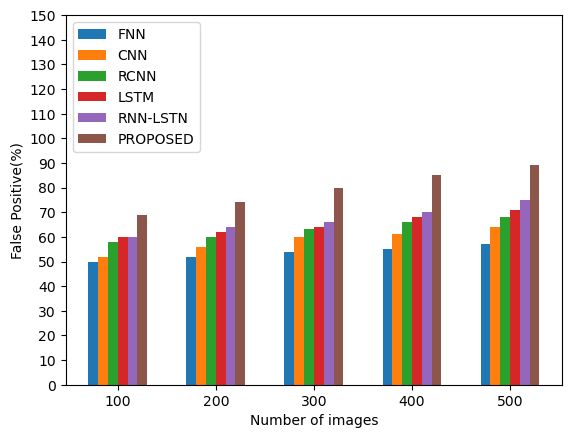 150
140
130
120
110
100
90
80
70
60
50
40
30
20
10
0
False Positive(%)
FNN
CNN
RCNN
LSTM
RNN-LSTN
PROPOSED
100 200 300 400 500
Number of images